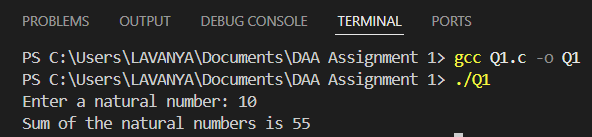 PROBLEMS OUTPUT DEBUG CONSOLE TERMINAL PORTS
PS C:\Users\LAVANYA\Documents\DAA Assignment 1> gcc Q1.c -o Q1
PS C:\Users\LAVANYA\Documents\DAA Assignment 1> ./Q1
Enter a natural number: 10
Sum of the natural numbers is 55